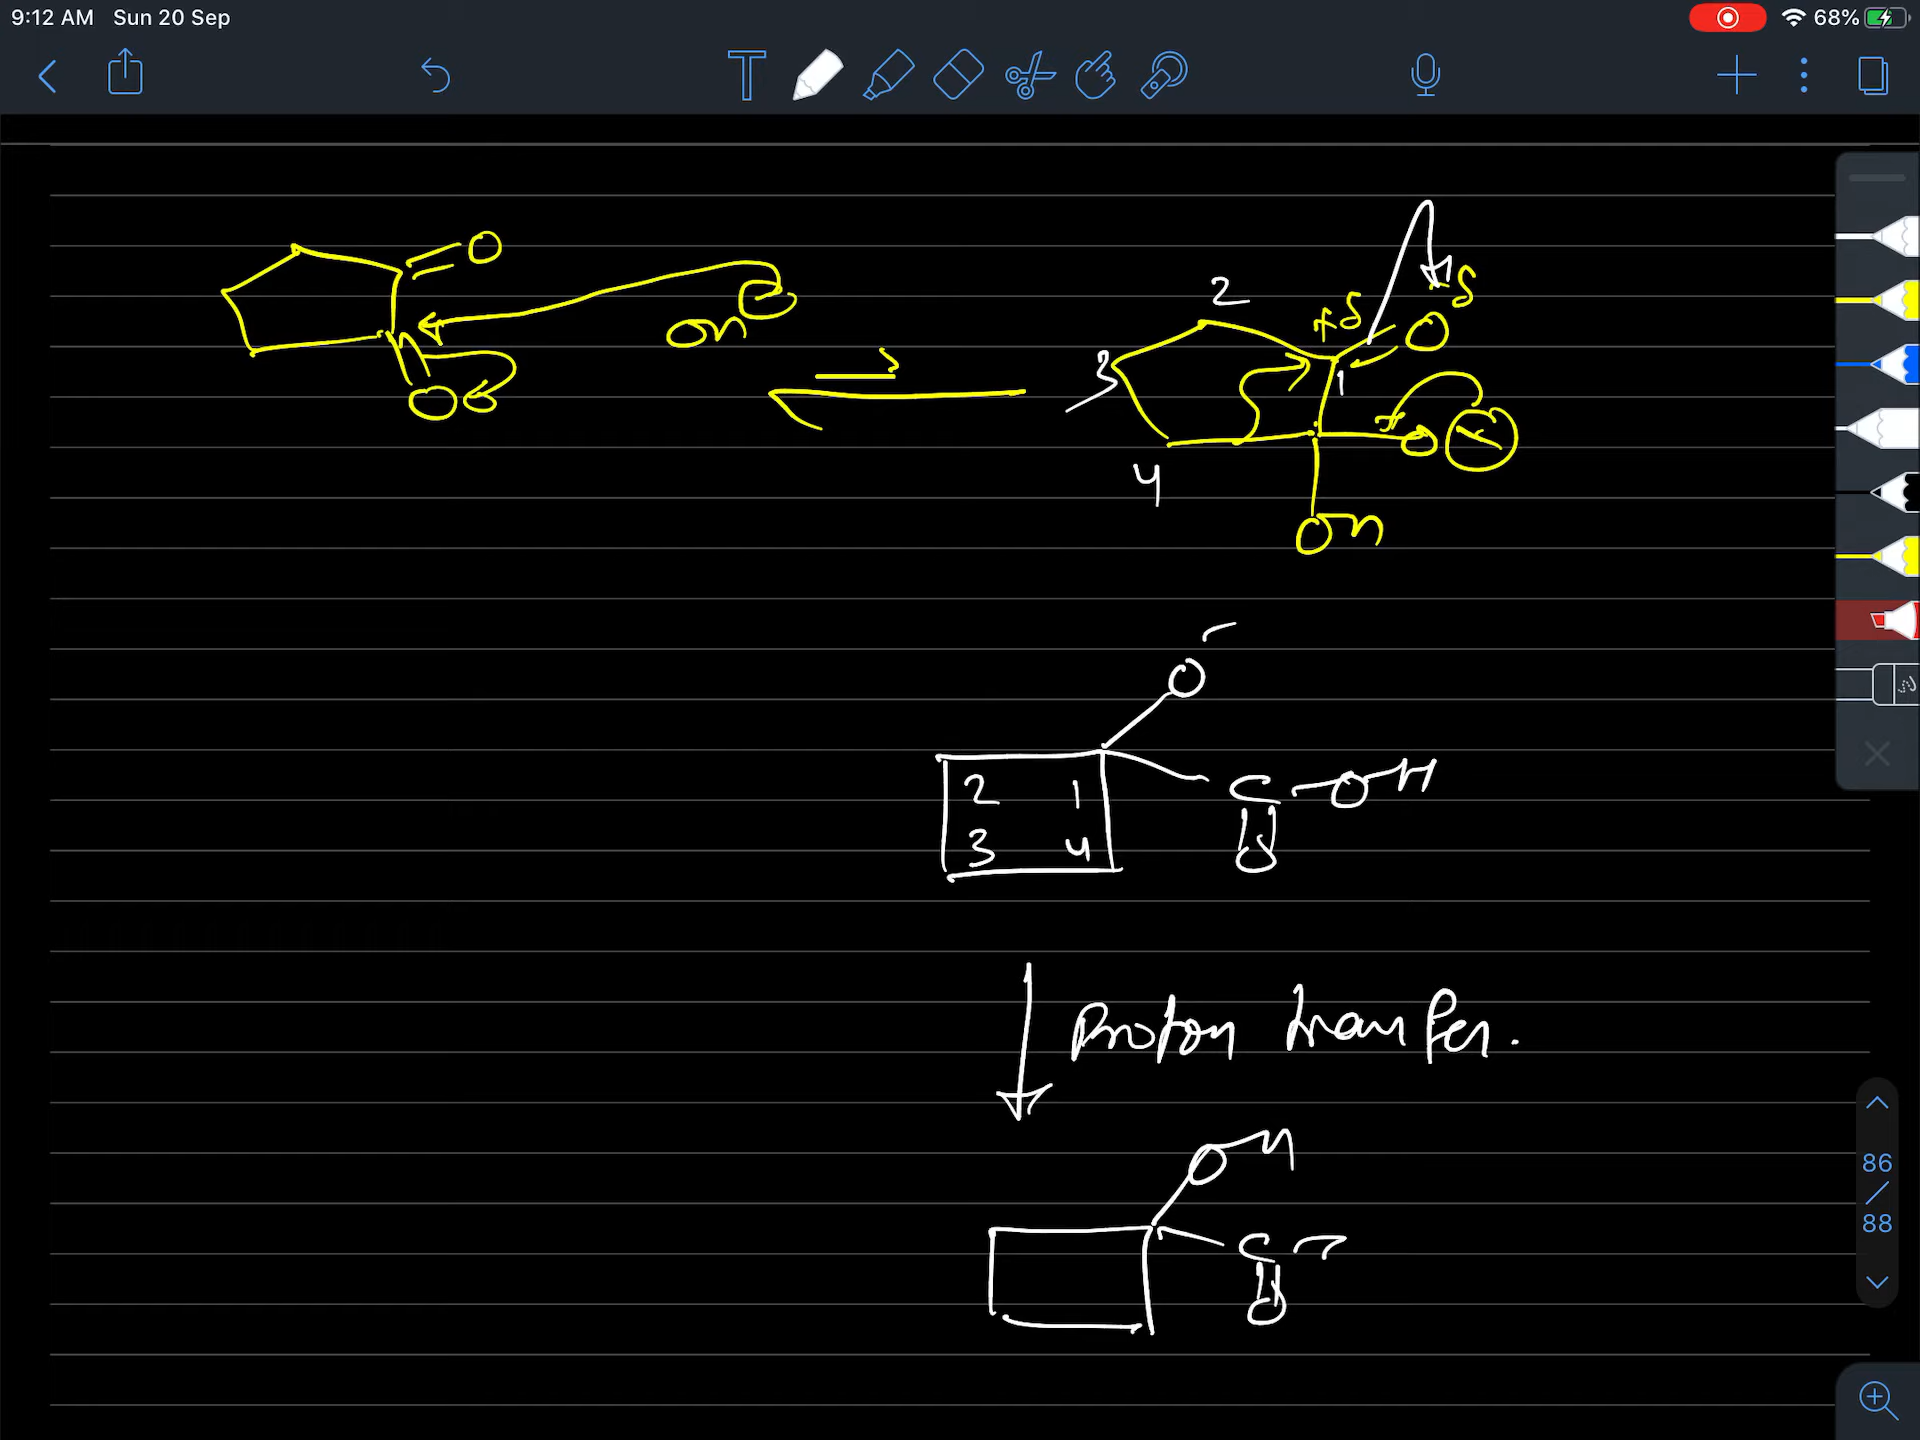 9:12 AM Sun 20 Sep
68%
T
O
OH
O
2
+δ
-δ
O
3
1
O
4
OH
O
2 1
C-OH
3 4
O
Proton transfer.
OH
C
O
86
/
88